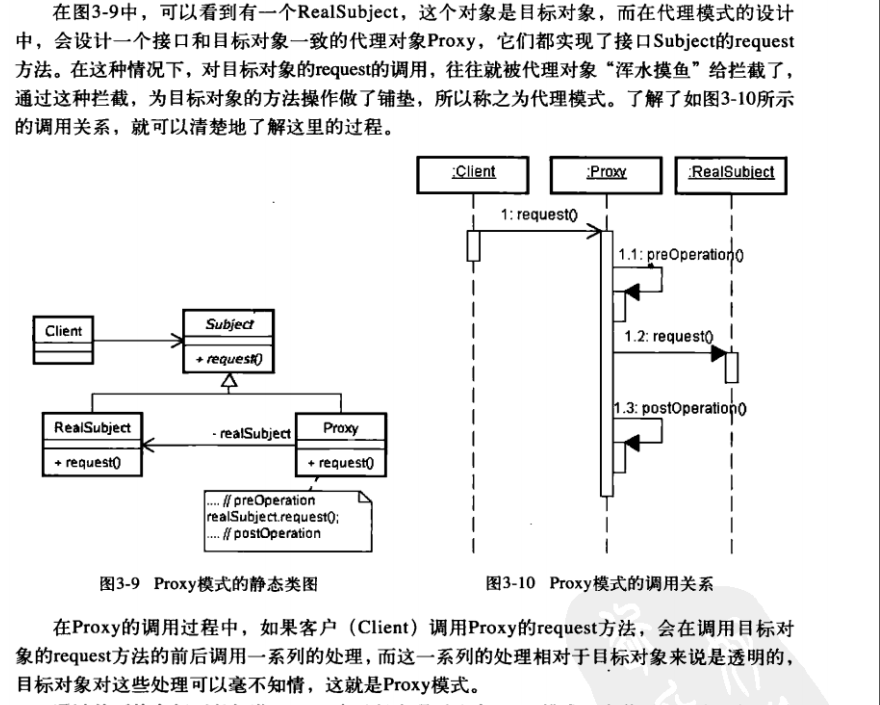 在图3-9中，可以看到有一个RealSubject，这个对象是目标对象，而在代理模式的设计
中，会设计一个接口和目标对象一致的代理对象Proxy，它们都实现了接口Subject的request
方法。在这种情况下，对目标对象的request的调用，往往就被代理对象“浑水摸鱼”给拦截了，
通过这种拦截，为目标对象的方法操作做了铺垫，所以称之为代理模式。了解了如图3-10所示
的调用关系，就可以清楚地了解这里的过程。
Client
Subject
+ request()
RealSubject
+ request()
- realSubject
Proxy
+ request()
.... // preOperation
realSubject.request();
.... // postOperation
图3-9 Proxy模式的静态类图
:Client
:Proxy
:RealSubject
1: request()
1.1: preOperation()
1.2: request()
1.3: postOperation()
图3-10 Proxy模式的调用关系
在Proxy的调用过程中，如果客户（Client）调用Proxy的request方法，会在调用目标对
象的request方法的前后调用一系列的处理，而这一系列的处理相对于目标对象来说是透明的，
目标对象对这些处理可以毫不知情，这就是Proxy模式。